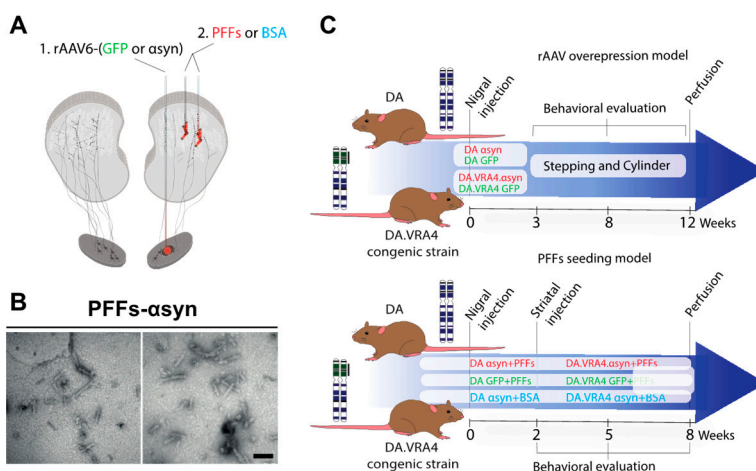 A
1. rAAV6-(GFP or αsyn)
2. PFFs or BSA
B
PFFs-αsyn
C
rAAV overepression model
DA
Nigral
injection
Behavioral evaluation
Perfusion
DA αsyn
DA GFP
DA.VRA4.αsyn
DA.VRA4 GFP
Stepping and Cylinder
DA.VRA4
congenic strain
0 3 8 12 Weeks
PFFs seeding model
DA
Nigral
injection
Striatal
injection
Perfusion
DA αsyn+PFFs DA.VRA4.αsyn+PFFs
DA GFP+PFFs DA.VRA4 GFP+PFFs
DA αsyn+BSA DA.VRA4 αsyn+BSA
DA.VRA4
congenic strain
0 2 8 Weeks
Behavioral evaluation